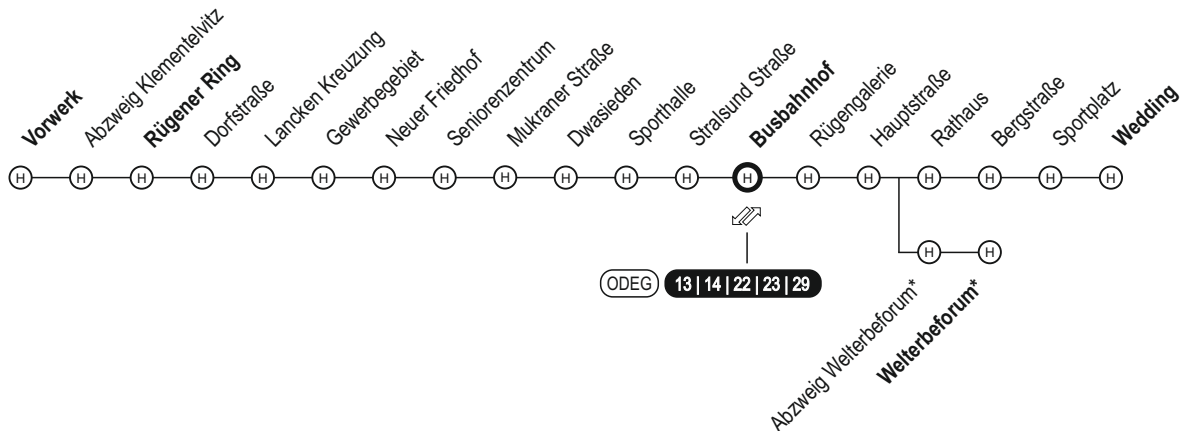 Vorwerk
Abzweig Klementelvitz
Rügener Ring
Dorfstraße
Lancken Kreuzung
Gewerbegebiet
Neuer Friedhof
Seniorenzentrum
Mukraner Straße
Dwasieden
Sporthalle
Stralsund Straße
Busbahnhof
Rügengalerie
Hauptstraße
Rathaus
Bergstraße
Sportplatz
Wedding
H H H H H H H H H H H H H H H H H H H
H H
ODEG 13 | 14 | 22 | 23 | 29
Abzweig Welterbeforum*
Welterbeforum*